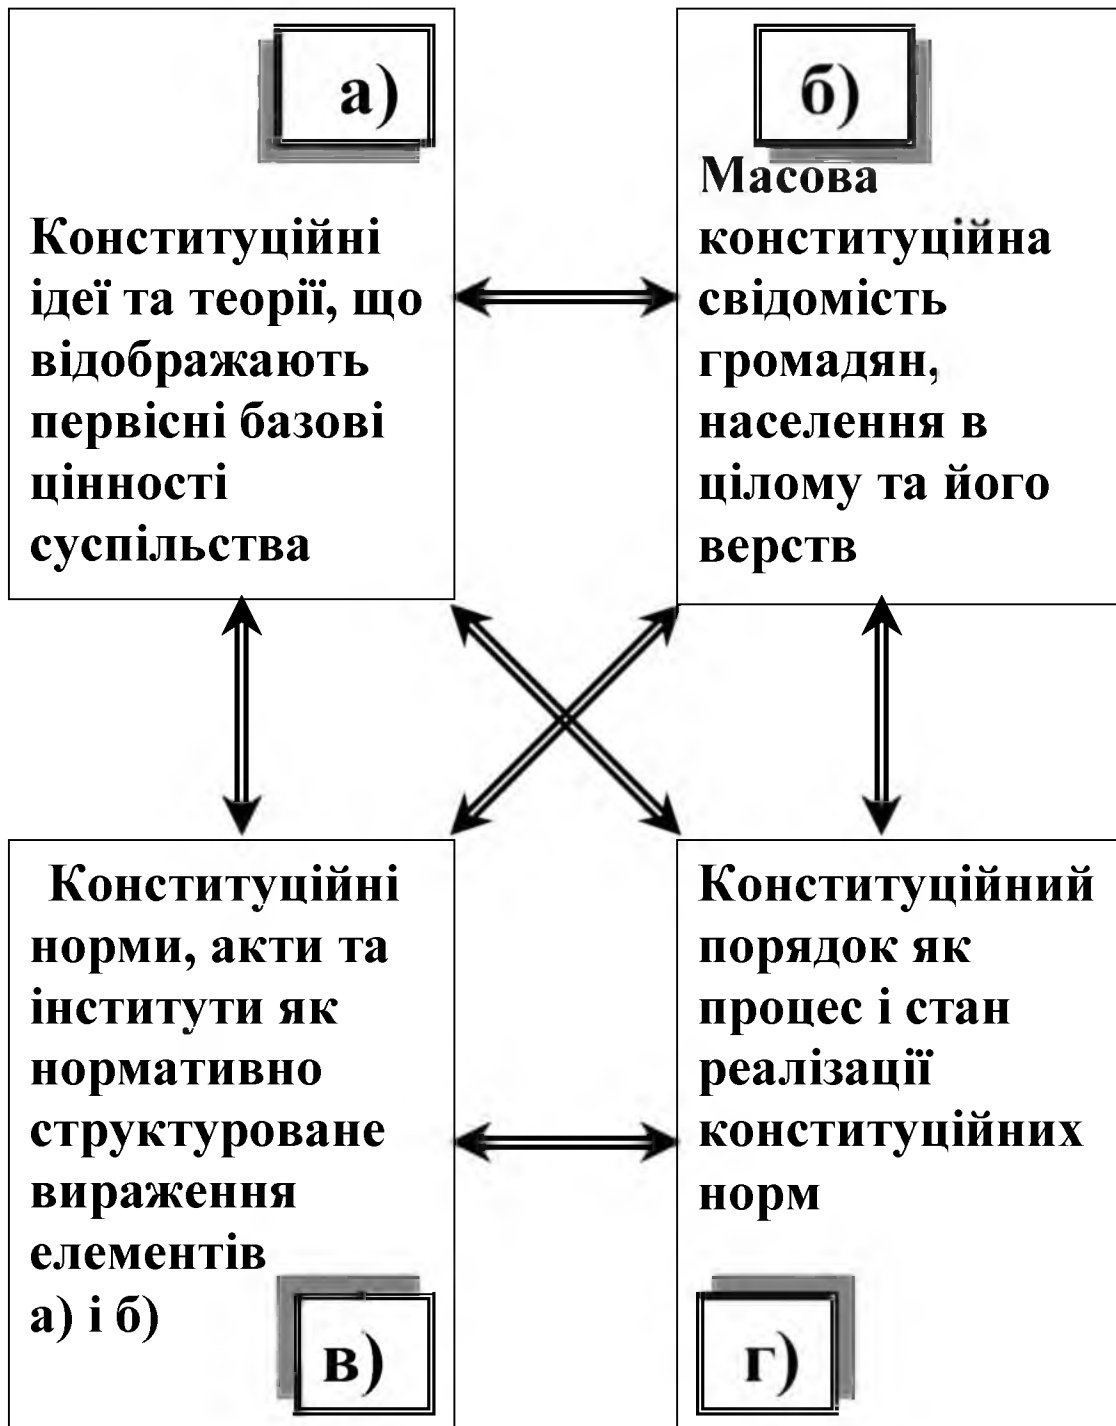 а)
Конституційні
ідеї та теорії, що
відображають
первісні базові
цінності
суспільства
б)
Масова
конституційна
свідомість
громадян,
населення в
цілому та його
верств
Конституційні
норми, акти та
інститути як
нормативно
структуроване
вираження
елементів
а) і б)
в)
Конституційний
порядок як
процес і стан
реалізації
конституційних
норм
г)